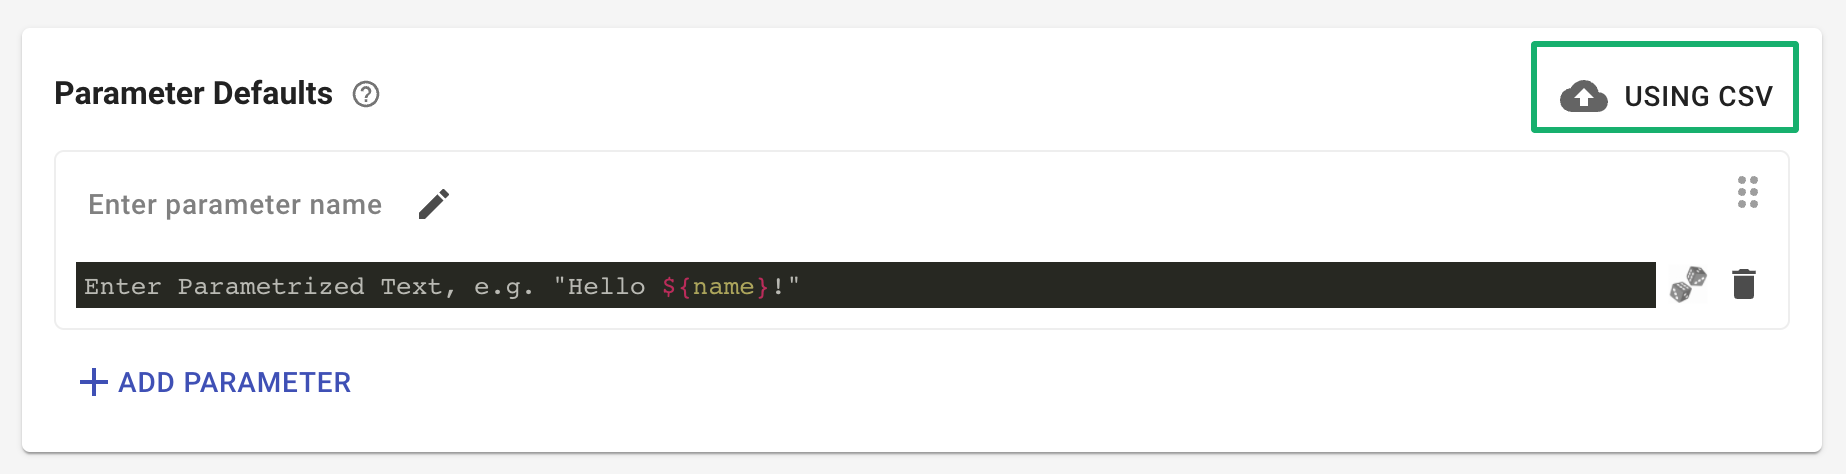 Parameter Defaults
USING CSV
Enter parameter name
Enter Parametrized Text, e.g. "Hello ${name}!"
ADD PARAMETER